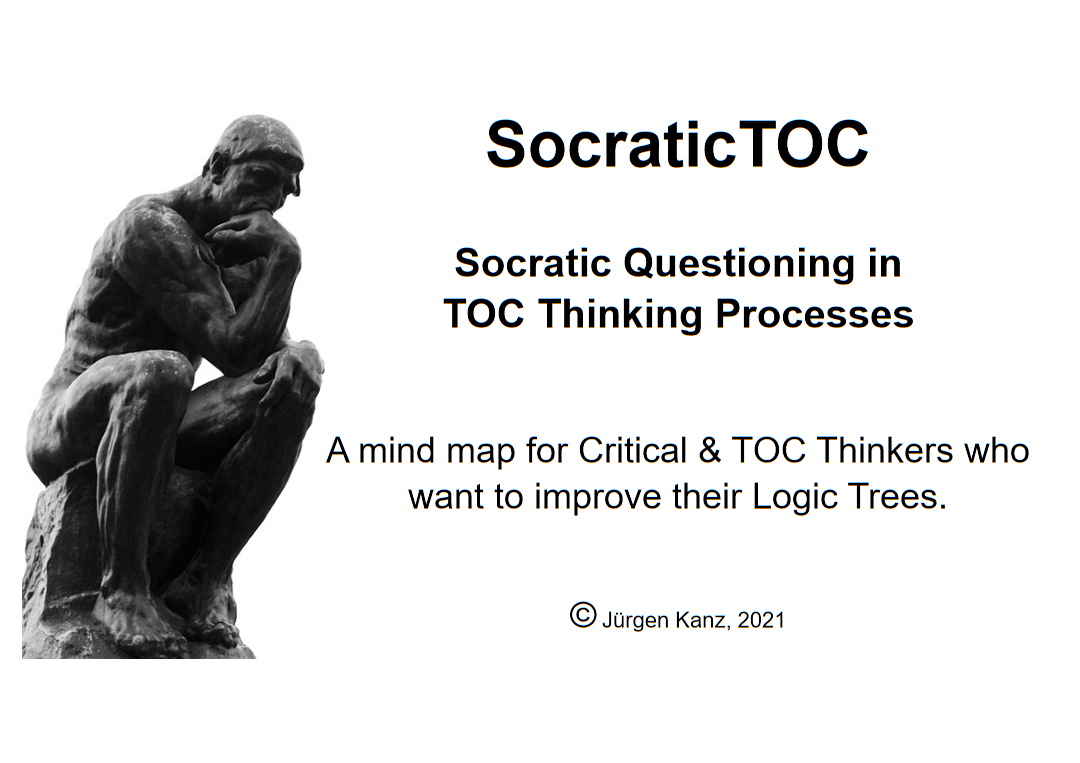 SocraticTOC
Socratic Questioning in
TOC Thinking Processes
A mind map for Critical & TOC Thinkers who
want to improve their Logic Trees.
© Jürgen Kanz, 2021